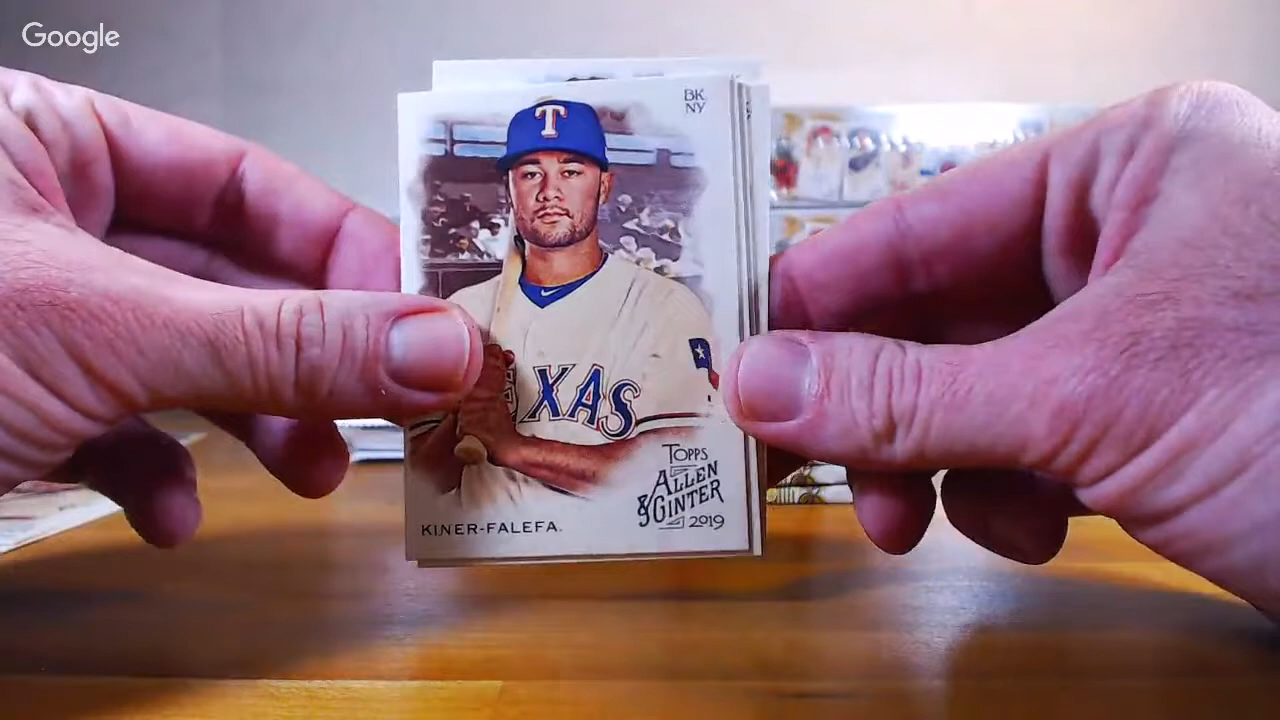 Google
BK
NY
T
XAS
TOPPS
ALLEN
& GINTER
2019
KINER-FALEFA.